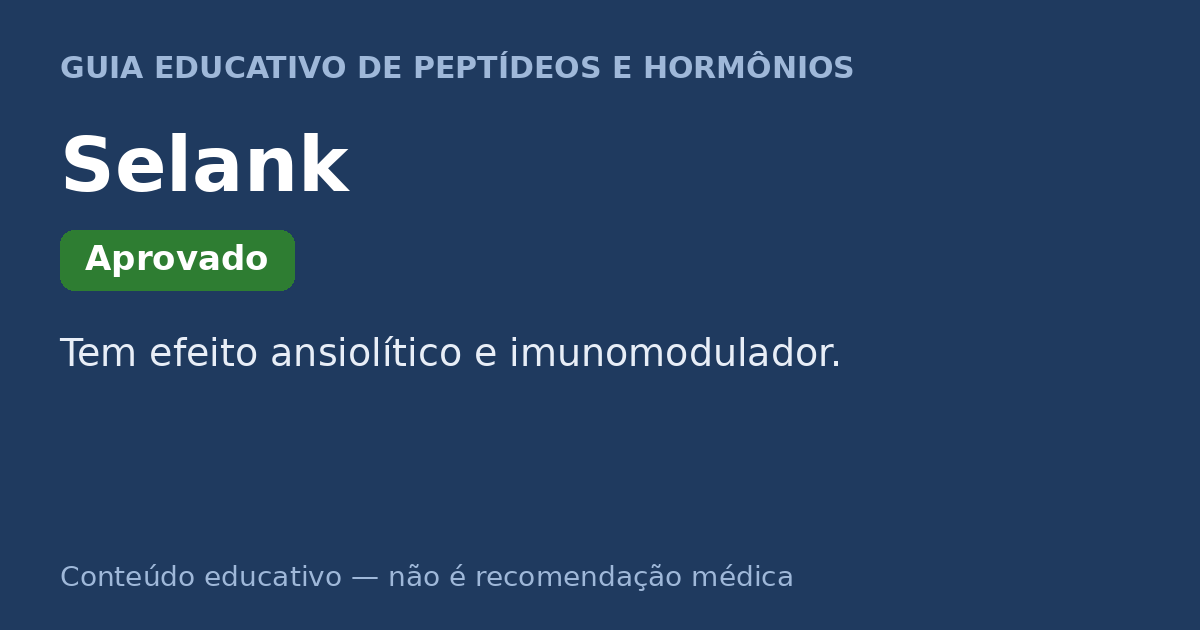 GUIA EDUCATIVO DE PEPTÍDEOS E HORMÔNIOS
Selank
Aprovado
Tem efeito ansiolítico e imunomodulador.
Conteúdo educativo — não é recomendação médica